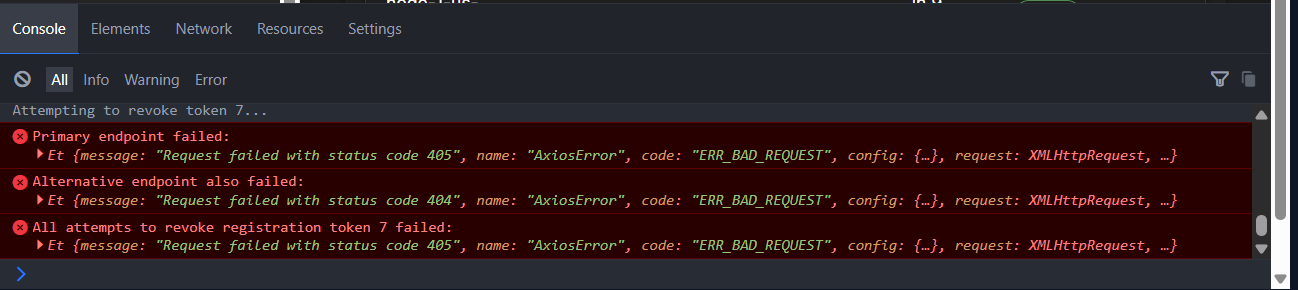 Console Elements Network Resources Settings
All Info Warning Error
Attempting to revoke token 7...
Primary endpoint failed:
Et {message: "Request failed with status code 405", name: "AxiosError", code: "ERR_BAD_REQUEST", config: {…}, request: XMLHttpRequest, …}
Alternative endpoint also failed:
Et {message: "Request failed with status code 404", name: "AxiosError", code: "ERR_BAD_REQUEST", config: {…}, request: XMLHttpRequest, …}
All attempts to revoke registration token 7 failed:
Et {message: "Request failed with status code 405", name: "AxiosError", code: "ERR_BAD_REQUEST", config: {…}, request: XMLHttpRequest, …}